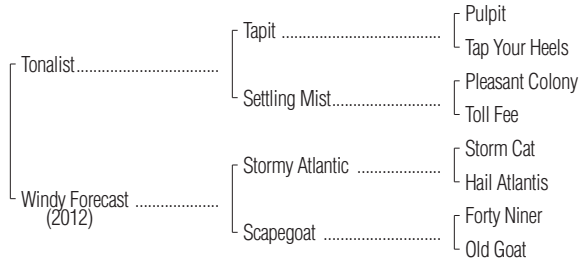 Pulpit
Tapit
Tap Your Heels
Tonalist
Pleasant Colony
Settling Mist
Toll Fee
Storm Cat
Stormy Atlantic
Hail Atlantis
Windy Forecast
(2012)
Forty Niner
Scapegoat
Old Goat